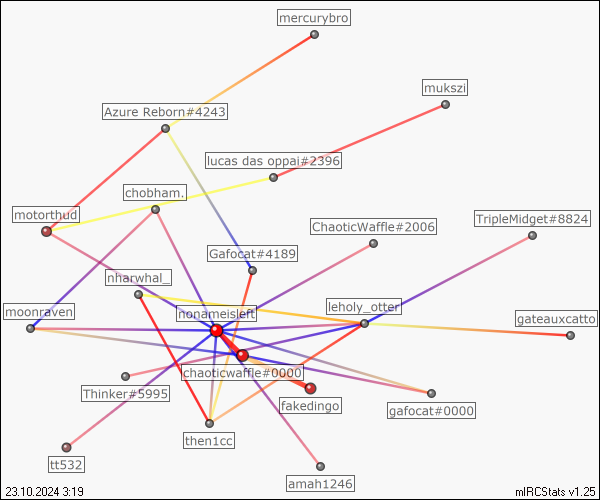 mercurybro
mukszi
Azure Reborn#4243
lucas das oppai#2396
chobham.
motorthud
TripleMidget#8824
ChaoticWaffle#2006
Gafocat#4189
nharwhal_
leholy_otter
moonraven
nonameisleft
gateauxcatto
chaoticwaffle#0000
Thinker#5995
fakedingo
gafocat#0000
then1cc
tt532
amah1246
23.10.2024 3:19
mIRCStats v1.25